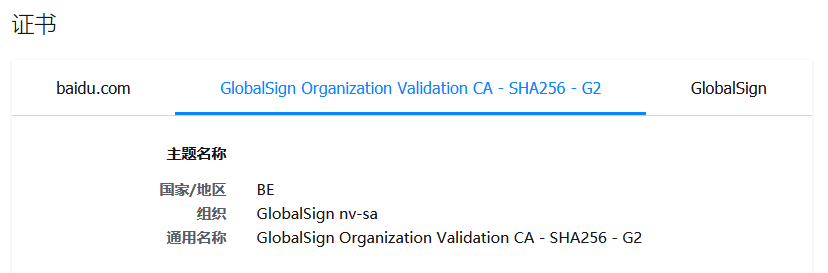 证书
baidu.com GlobalSign Organization Validation CA - SHA256 - G2 GlobalSign
主题名称
国家/地区 BE
组织 GlobalSign nv-sa
通用名称 GlobalSign Organization Validation CA - SHA256 - G2